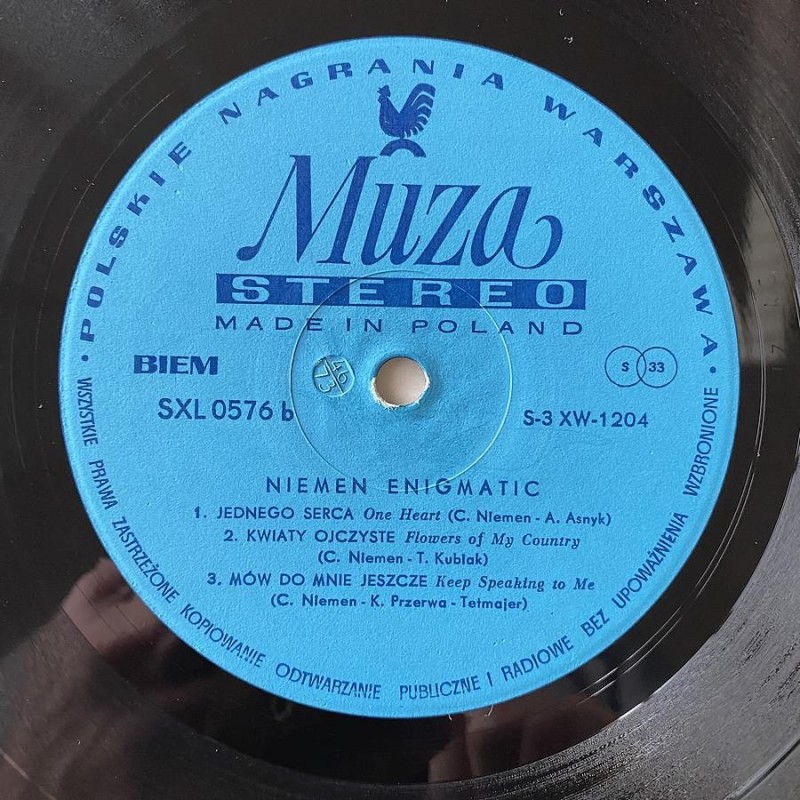 POLSKIE NAGRANIA WARSZAWA
Muza
STEREO
MADE IN POLAND
BIEM
S 33
46
73
SXL 0576 b
S-3 XW-1204
NIEMEN ENIGMATIC
1. JEDNEGO SERCA One Heart (C. Niemen - A. Asnyk)
2. KWIATY OJCZYSTE Flowers of My Country
(C. Niemen - T. Kubiak)
3. MÓW DO MNIE JESZCZE Keep Speaking to Me
(C. Niemen - K. Przerwa - Tetmajer)
WSZYSTKIE PRAWA ZASTRZEŻONE KOPIOWANIE ODTWARZANIE PUBLICZNE I RADIOWE BEZ UPOWAŻNIENIA WZBRONIONE